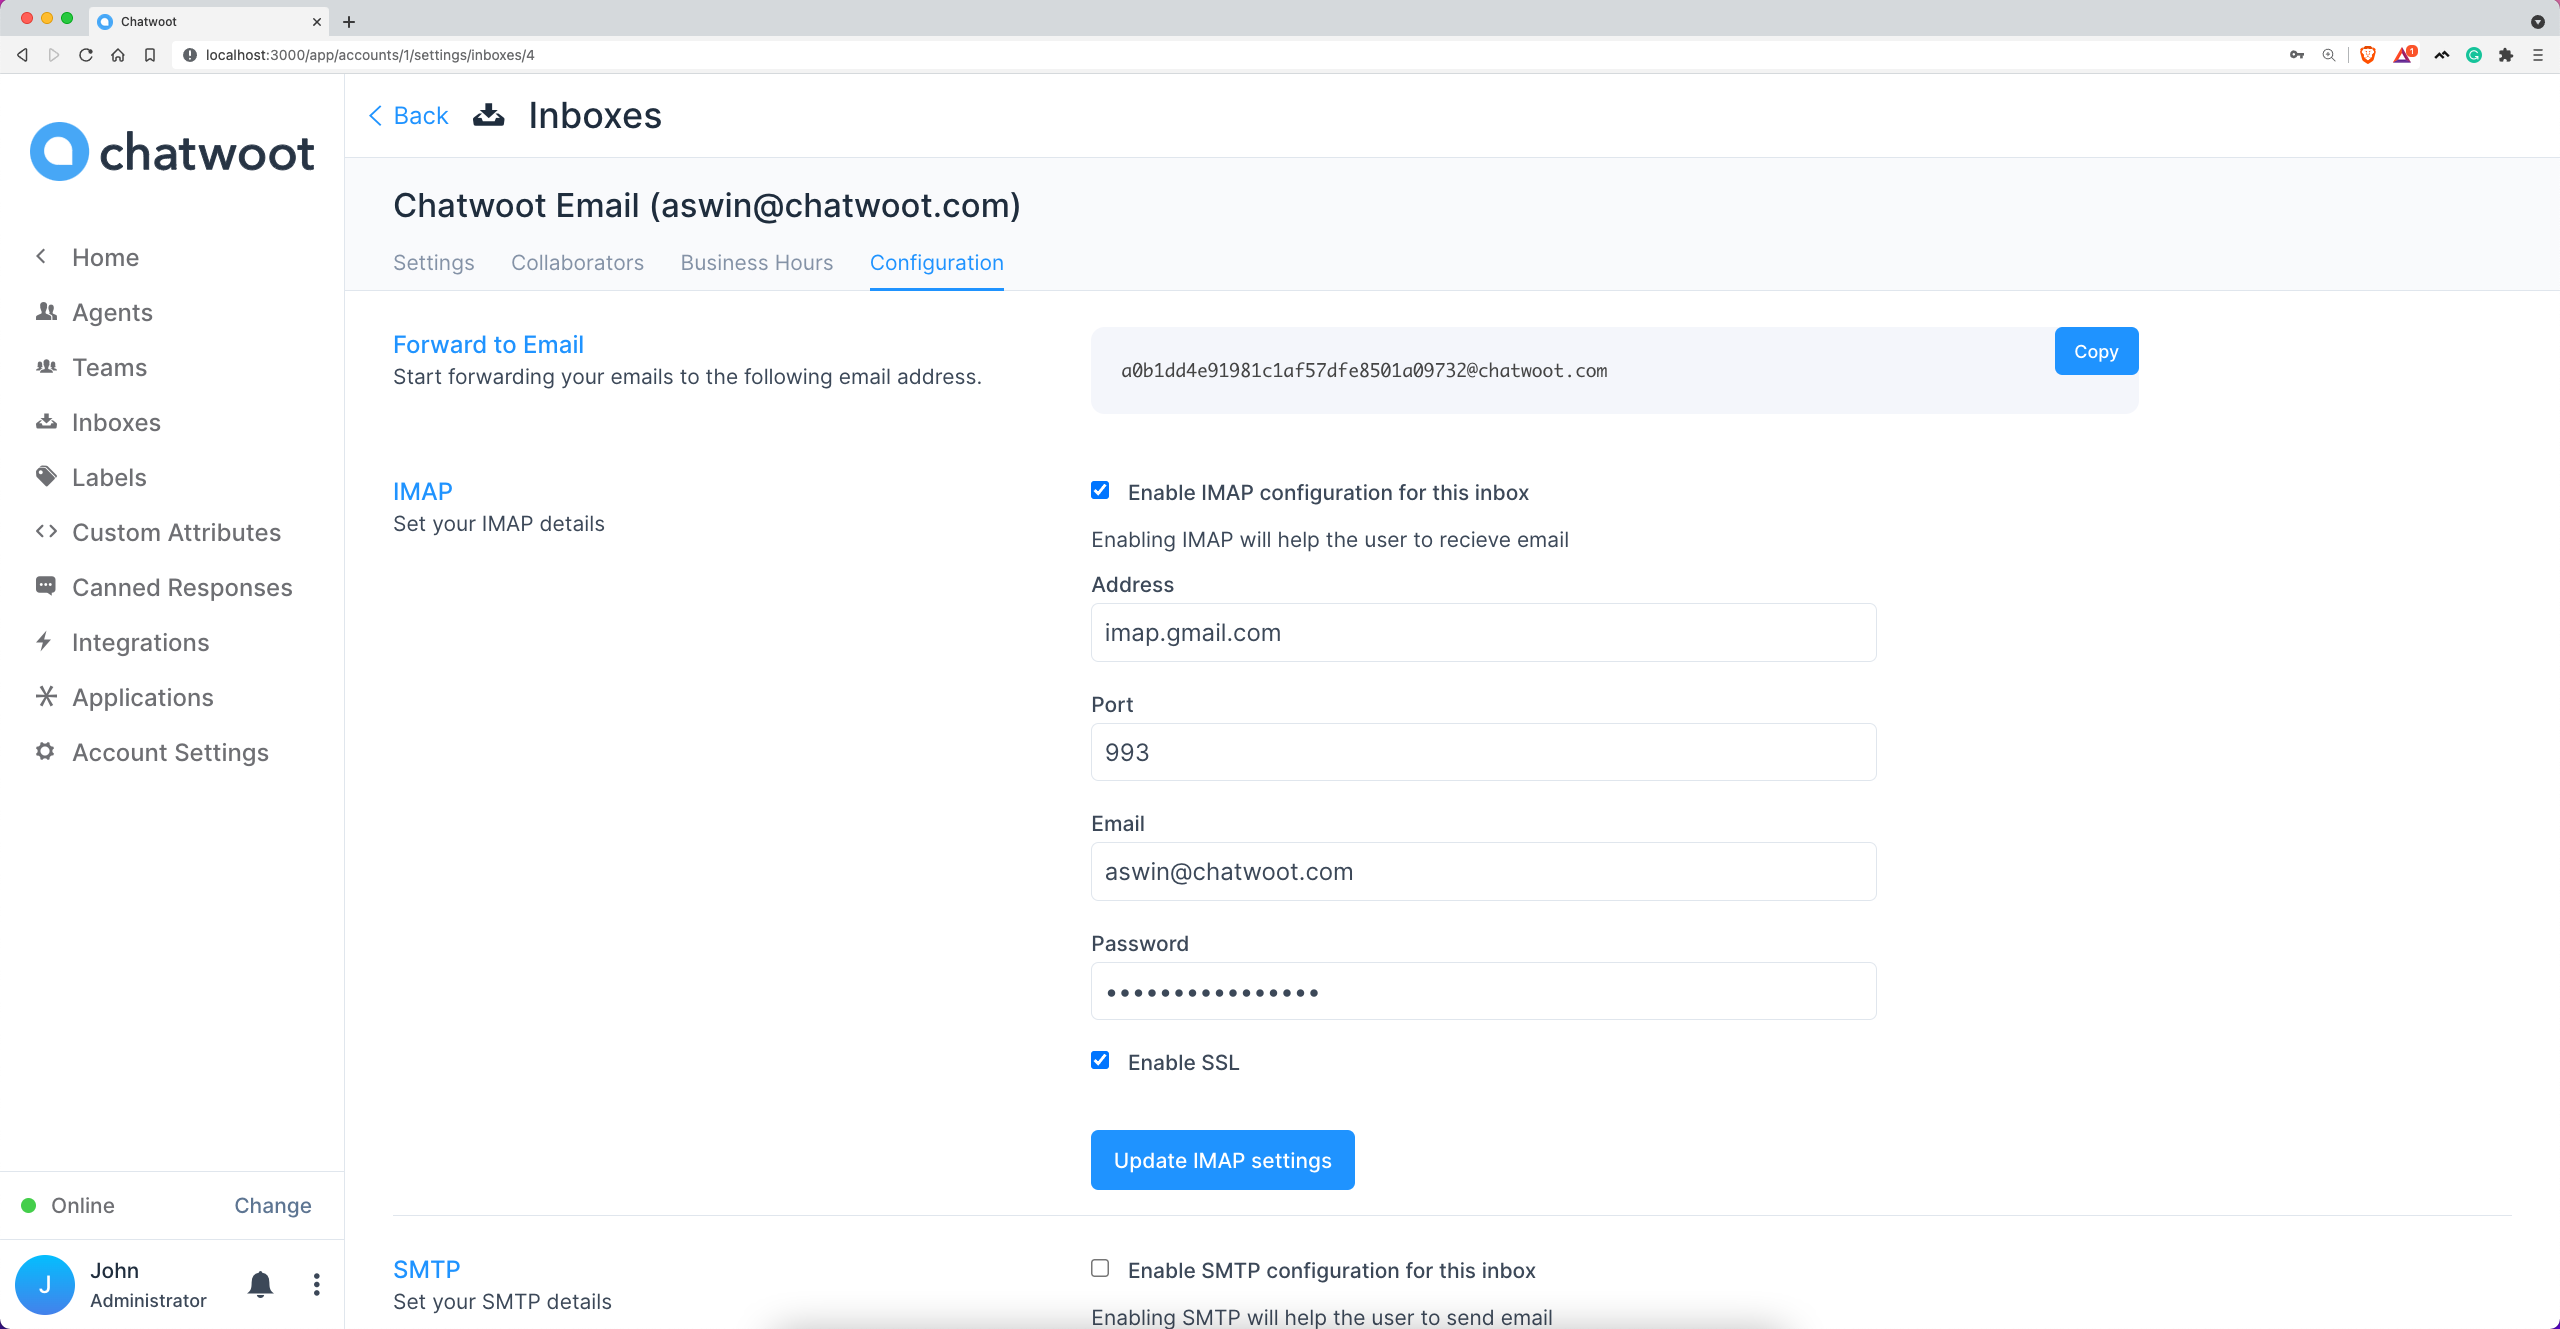 Chatwoot
localhost:3000/app/accounts/1/settings/inboxes/4
1
chatwoot
Home
Agents
Teams
Inboxes
Labels
Custom Attributes
Canned Responses
Integrations
Applications
Account Settings
Online
Change
J
John
Administrator
Back
Inboxes
Chatwoot Email (aswin@chatwoot.com)
Settings
Collaborators
Business Hours
Configuration
Forward to Email
Start forwarding your emails to the following email address.
a0b1dd4e91981c1af57dfe8501a09732@chatwoot.com
Copy
IMAP
Set your IMAP details
Enable IMAP configuration for this inbox
Enabling IMAP will help the user to recieve email
Address
imap.gmail.com
Port
993
Email
aswin@chatwoot.com
Password
••••••••••••••••
Enable SSL
Update IMAP settings
SMTP
Set your SMTP details
Enable SMTP configuration for this inbox
Enabling SMTP will help the user to send email